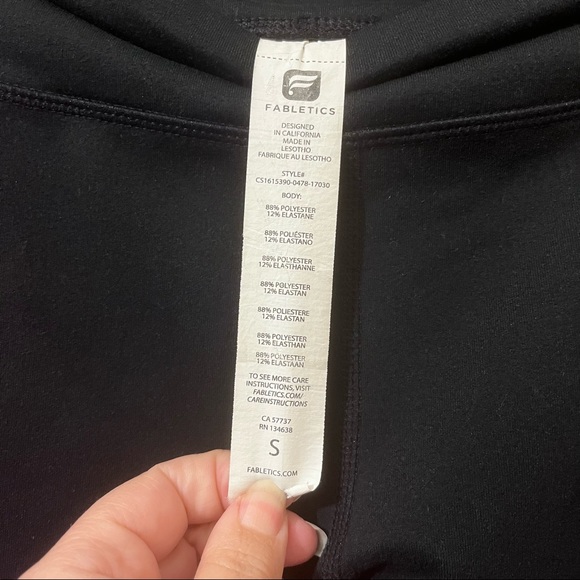 FABLETICS
DESIGNED
IN CALIFORNIA
MADE IN
LESOTHO
FABRIQUE AU LESOTHO
STYLE#
CS1615390-0478-17030
BODY:
88% POLYESTER
12% ELASTANE
88% POLIÉSTER
12% ELASTANO
88% POLYESTER
12% ELASTHANNE
88% POLYESTER
12% ELASTAN
88% POLIESTERE
12% ELASTAN
88% POLYESTER
12% ELASTHAN
88% POLYESTER
12% ELASTAAN
TO SEE MORE CARE
INSTRUCTIONS, VISIT
FABLETICS.COM/
CAREINSTRUCTIONS
CA 57737
RN 134638
S
FABLETICS.COM